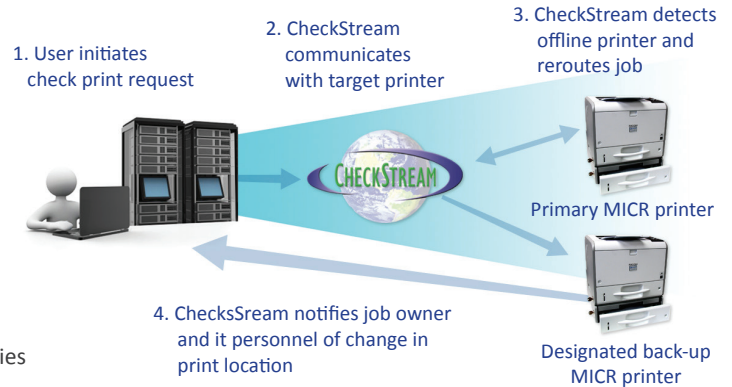 1. User initiates
check print request
2. CheckStream
communicates
with target printer
3. CheckStream detects
offline printer and
reroutes job
CHECKSTREAM
Primary MICR printer
4. ChecksSream notifies job owner
and it personnel of change in
print location
Designated back-up
MICR printer
ies